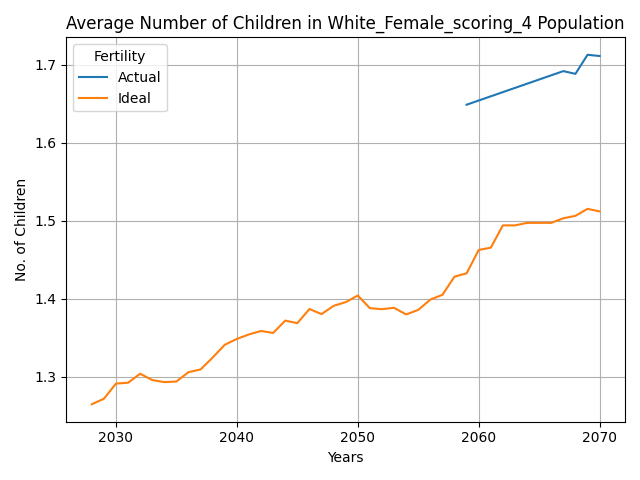 Average Number of Children in White_Female_scoring_4 Population
Fertility
Actual
Ideal
No. of Children
1.7
1.6
1.5
1.4
1.3
2030 2040 2050 2060 2070
Years